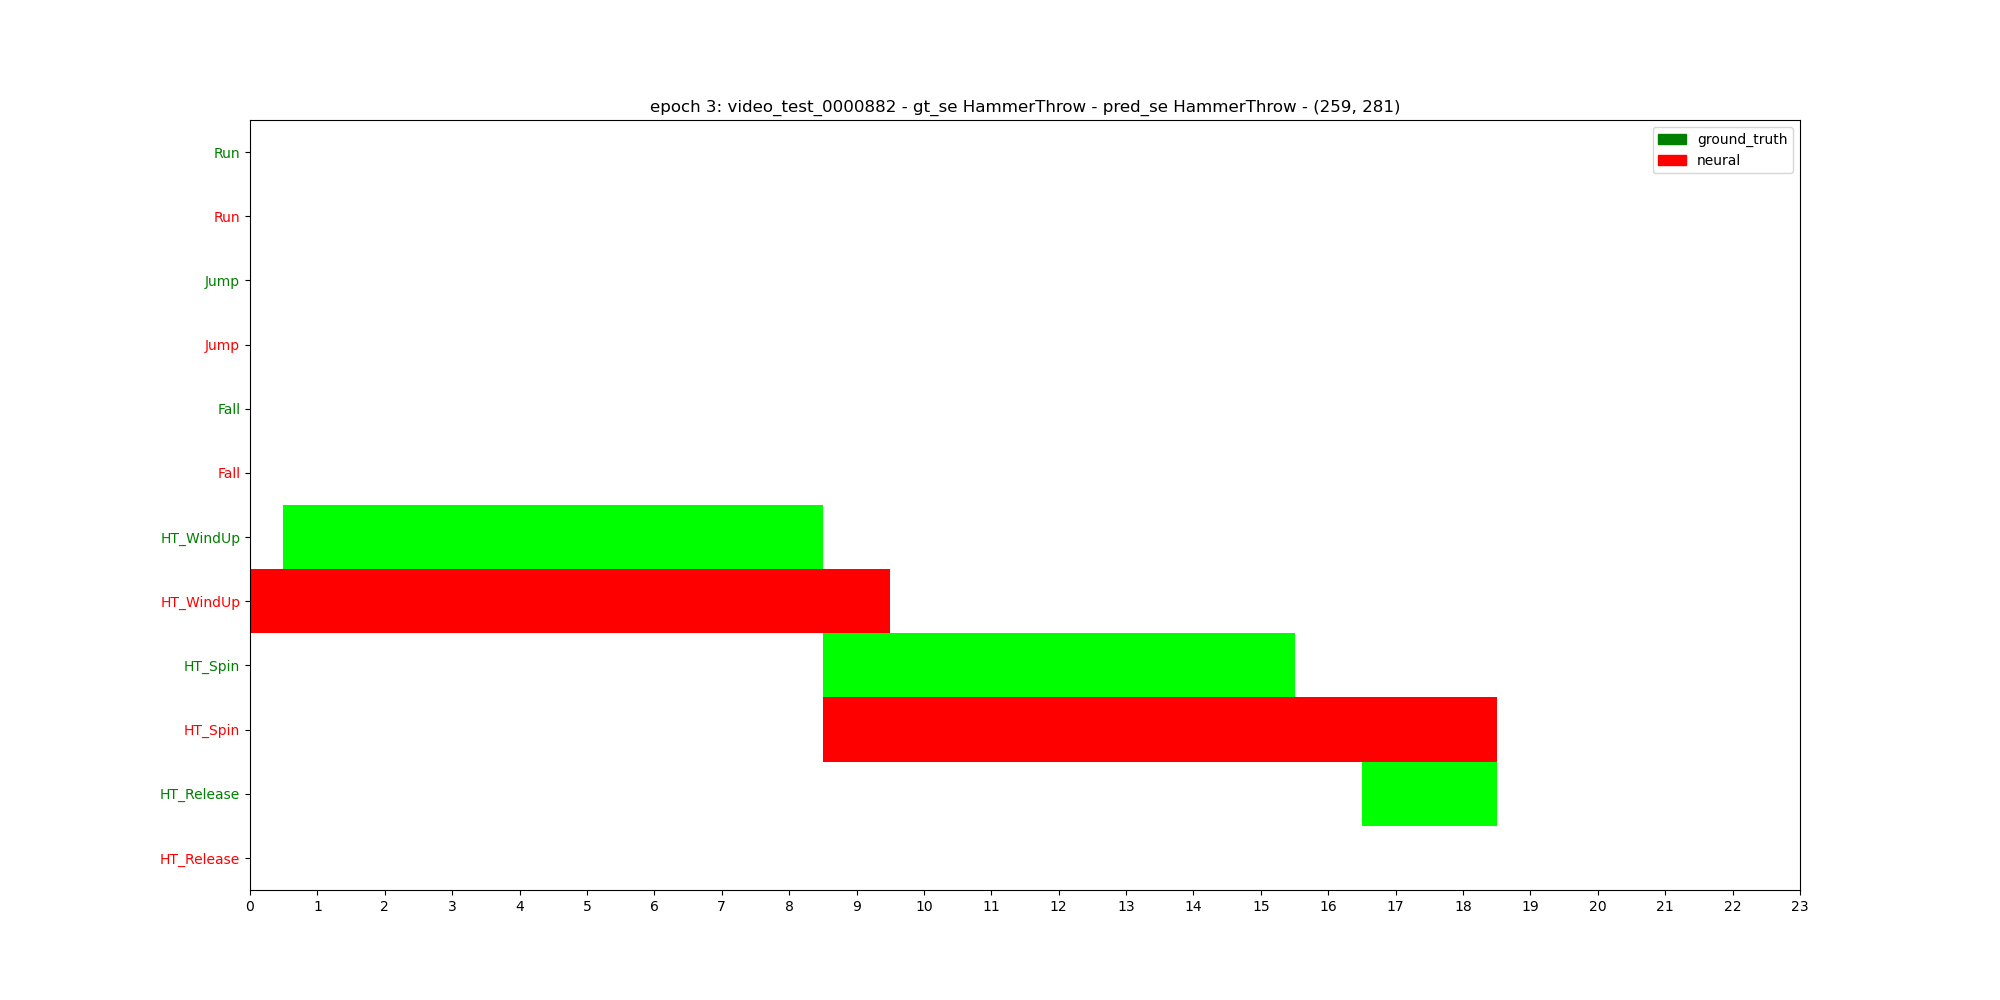 epoch 3: video_test_0000882 - gt_se HammerThrow - pred_se HammerThrow - (259, 281)
ground_truth
neural
Run
Run
Jump
Jump
Fall
Fall
HT_WindUp
HT_WindUp
HT_Spin
HT_Spin
HT_Release
HT_Release
0 1 2 3 4 5 6 7 8 9 10 11 12 13 14 15 16 17 18 19 20 21 22 23